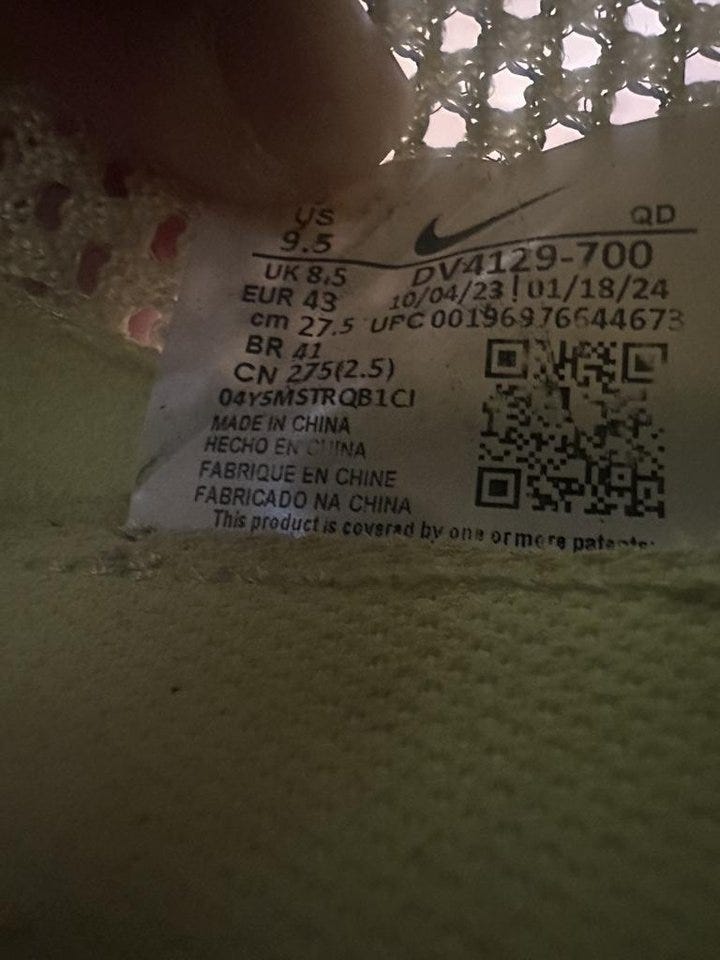 US QD
9.5
UK 8,5 DV4129-700
EUR 43 10/04/23 | 01/18/24
cm 27.5 UPC 00196976644673
BR 41
CN 275(2.5)
04Y5MSTRQB1CI
MADE IN CHINA
HECHO EN CHINA
FABRIQUE EN CHINE
FABRICADO NA CHINA
This product is covered by one or more patents.